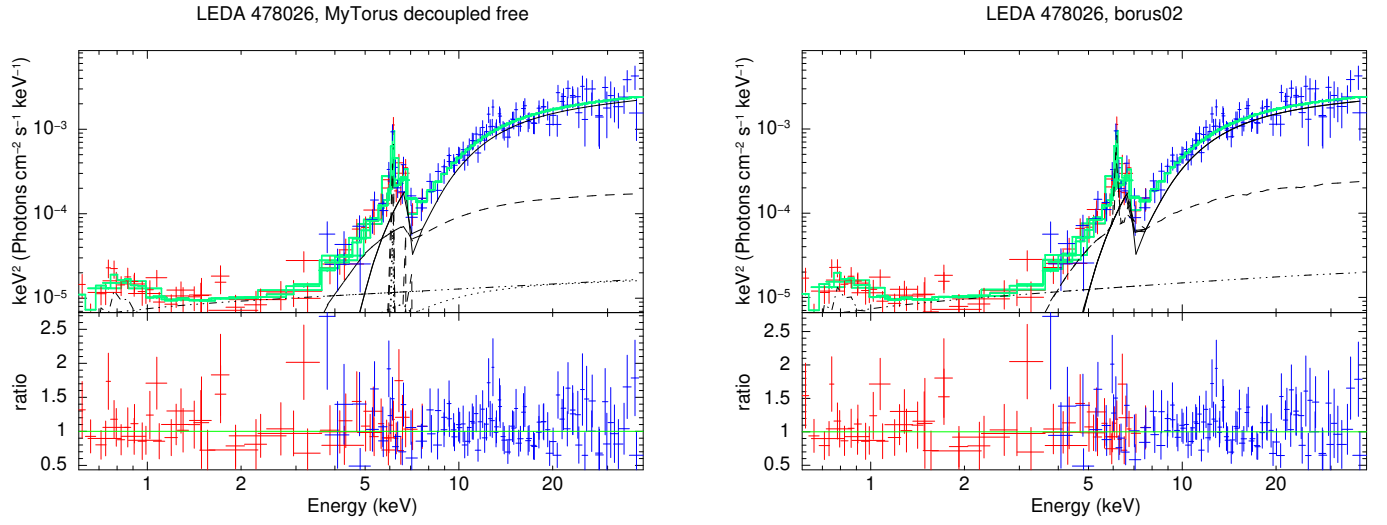 LEDA 478026, MyTorus decoupled free
keV² (Photons cm⁻² s⁻¹ keV⁻¹)
10⁻³
10⁻⁴
10⁻⁵
ratio
2.5
2
1.5
1
0.5
1 2 5 10 20
Energy (keV)
LEDA 478026, borus02
keV² (Photons cm⁻² s⁻¹ keV⁻¹)
10⁻³
10⁻⁴
10⁻⁵
ratio
2.5
2
1.5
1
0.5
1 2 5 10 20
Energy (keV)